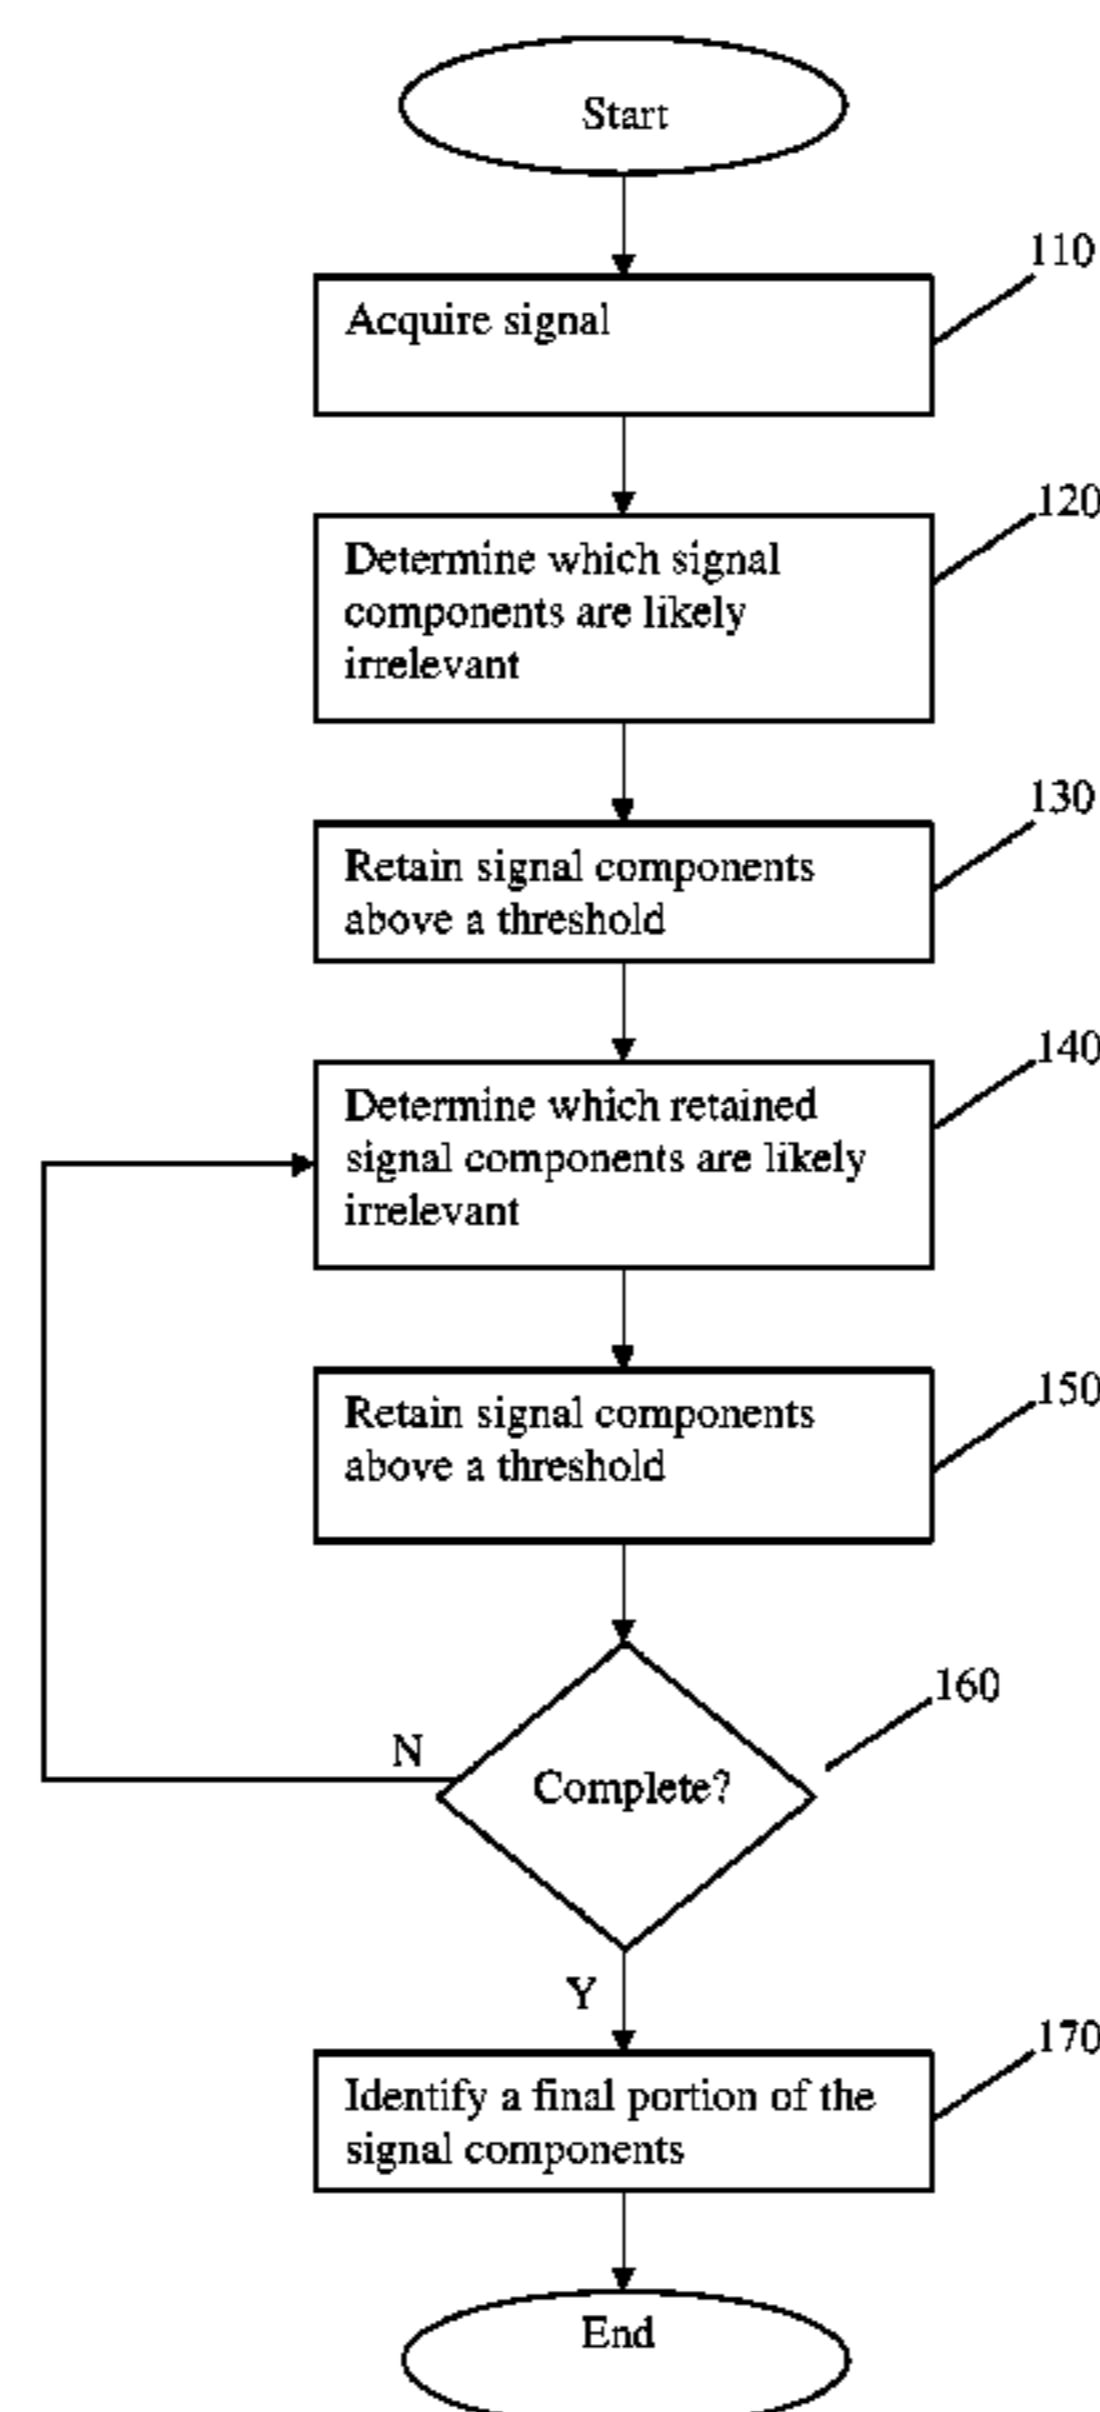 Start
110
Acquire signal
120
Determine which signal
components are likely
irrelevant
130
Retain signal components
above a threshold
140
Determine which retained
signal components are likely
irrelevant
150
Retain signal components
above a threshold
160
N
Complete?
Y
170
Identify a final portion of the
signal components
End